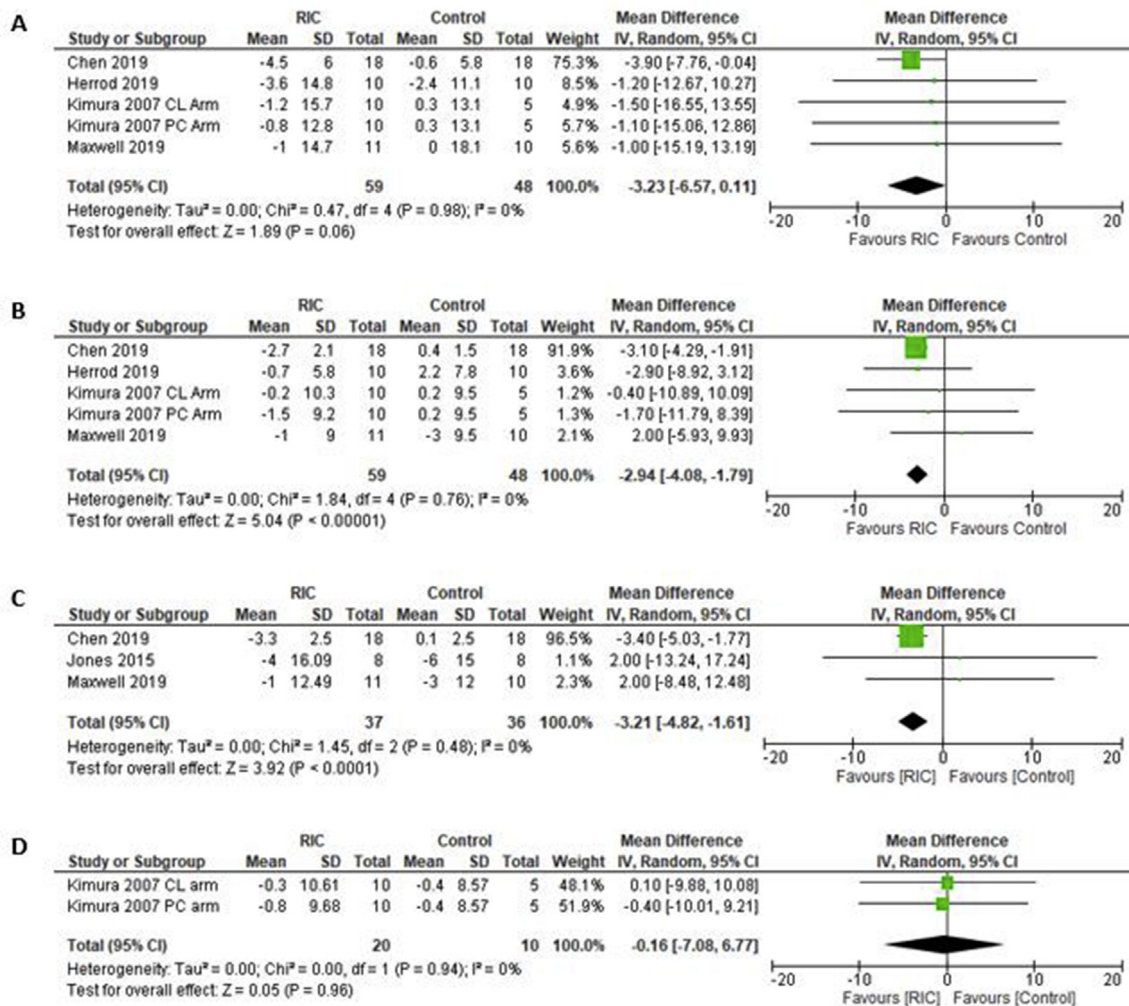 A
RIC Control Mean Difference Mean Difference
Study or Subgroup Mean SD Total Mean SD Total Weight IV, Random, 95% CI IV, Random, 95% CI
Chen 2019 -4.5 6 18 -0.6 5.8 18 75.3% -3.90 [-7.76, -0.04]
Herrod 2019 -3.6 14.8 10 -2.4 11.1 10 8.5% -1.20 [-12.67, 10.27]
Kimura 2007 CL Arm -1.2 15.7 10 0.3 13.1 5 4.9% -1.50 [-16.55, 13.55]
Kimura 2007 PC Arm -0.8 12.8 10 0.3 13.1 5 5.7% -1.10 [-15.06, 12.86]
Maxwell 2019 -1 14.7 11 0 18.1 10 5.6% -1.00 [-15.19, 13.19]
Total (95% CI) 59 48 100.0% -3.23 [-6.57, 0.11]
Heterogeneity: Tau² = 0.00; Chi² = 0.47, df = 4 (P = 0.98); I² = 0%
Test for overall effect: Z = 1.89 (P = 0.06)
-20 -10 0 10 20
Favours RIC Favours Control
B
RIC Control Mean Difference Mean Difference
Study or Subgroup Mean SD Total Mean SD Total Weight IV, Random, 95% CI IV, Random, 95% CI
Chen 2019 -2.7 2.1 18 0.4 1.5 18 91.9% -3.10 [-4.29, -1.91]
Herrod 2019 -0.7 5.8 10 2.2 7.8 10 3.6% -2.90 [-8.92, 3.12]
Kimura 2007 CL Arm -0.2 10.3 10 0.2 9.5 5 1.2% -0.40 [-10.89, 10.09]
Kimura 2007 PC Arm -1.5 9.2 10 0.2 9.5 5 1.3% -1.70 [-11.79, 8.39]
Maxwell 2019 -1 9 11 -3 9.5 10 2.1% 2.00 [-5.93, 9.93]
Total (95% CI) 59 48 100.0% -2.94 [-4.08, -1.79]
Heterogeneity: Tau² = 0.00; Chi² = 1.84, df = 4 (P = 0.76); I² = 0%
Test for overall effect: Z = 5.04 (P < 0.00001)
-20 -10 0 10 20
Favours RIC Favours Control
C
RIC Control Mean Difference Mean Difference
Study or Subgroup Mean SD Total Mean SD Total Weight IV, Random, 95% CI IV, Random, 95% CI
Chen 2019 -3.3 2.5 18 0.1 2.5 18 96.5% -3.40 [-5.03, -1.77]
Jones 2015 -4 16.09 8 -6 15 8 1.1% 2.00 [-13.24, 17.24]
Maxwell 2019 -1 12.49 11 -3 12 10 2.3% 2.00 [-8.48, 12.48]
Total (95% CI) 37 36 100.0% -3.21 [-4.82, -1.61]
Heterogeneity: Tau² = 0.00; Chi² = 1.45, df = 2 (P = 0.48); I² = 0%
Test for overall effect: Z = 3.92 (P < 0.0001)
-20 -10 0 10 20
Favours [RIC] Favours [Control]
D
RIC Control Mean Difference Mean Difference
Study or Subgroup Mean SD Total Mean SD Total Weight IV, Random, 95% CI IV, Random, 95% CI
Kimura 2007 CL arm -0.3 10.61 10 -0.4 8.57 5 48.1% 0.10 [-9.88, 10.08]
Kimura 2007 PC arm -0.8 9.68 10 -0.4 8.57 5 51.9% -0.40 [-10.01, 9.21]
Total (95% CI) 20 10 100.0% -0.16 [-7.08, 6.77]
Heterogeneity: Tau² = 0.00; Chi² = 0.00, df = 1 (P = 0.94); I² = 0%
Test for overall effect: Z = 0.05 (P = 0.96)
-20 -10 0 10 20
Favours [RIC] Favours [Control]